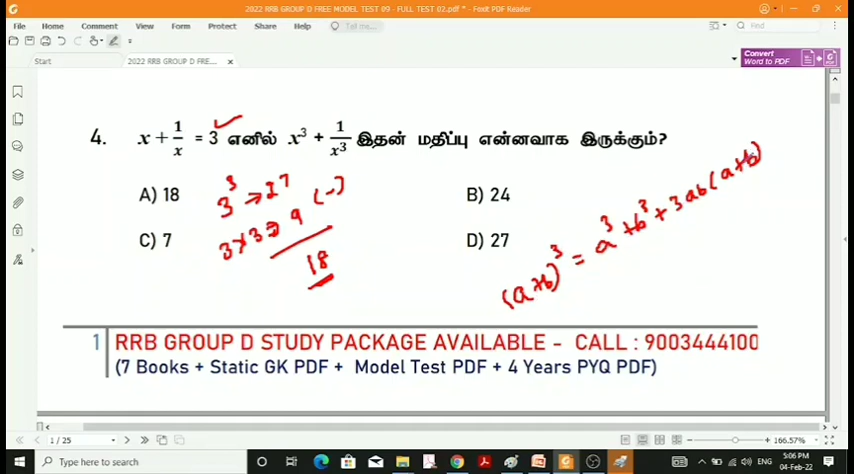 2022 RRB GROUP D FREE MODEL TEST 09 - FULL TEST 02.pdf * - Foxit PDF Reader
File Home Comment View Form Protect Share Help Tell me... Find
Start 2022 RRB GROUP D FRE... × Convert Word to PDF
4. x + 1/x = 3 எனில் x³ + 1/x³ இதன் மதிப்பு என்னவாக இருக்கும்?
A) 18 B) 24
C) 7 D) 27
3³ → 27
3×3 → 9 (-)
18
(a+b)³ = a³+b³+3ab(a+b)
1 RRB GROUP D STUDY PACKAGE AVAILABLE - CALL : 9003444100
(7 Books + Static GK PDF + Model Test PDF + 4 Years PYQ PDF)
1 / 25 166.57%
Type here to search ENG 5:06 PM
04-Feb-22